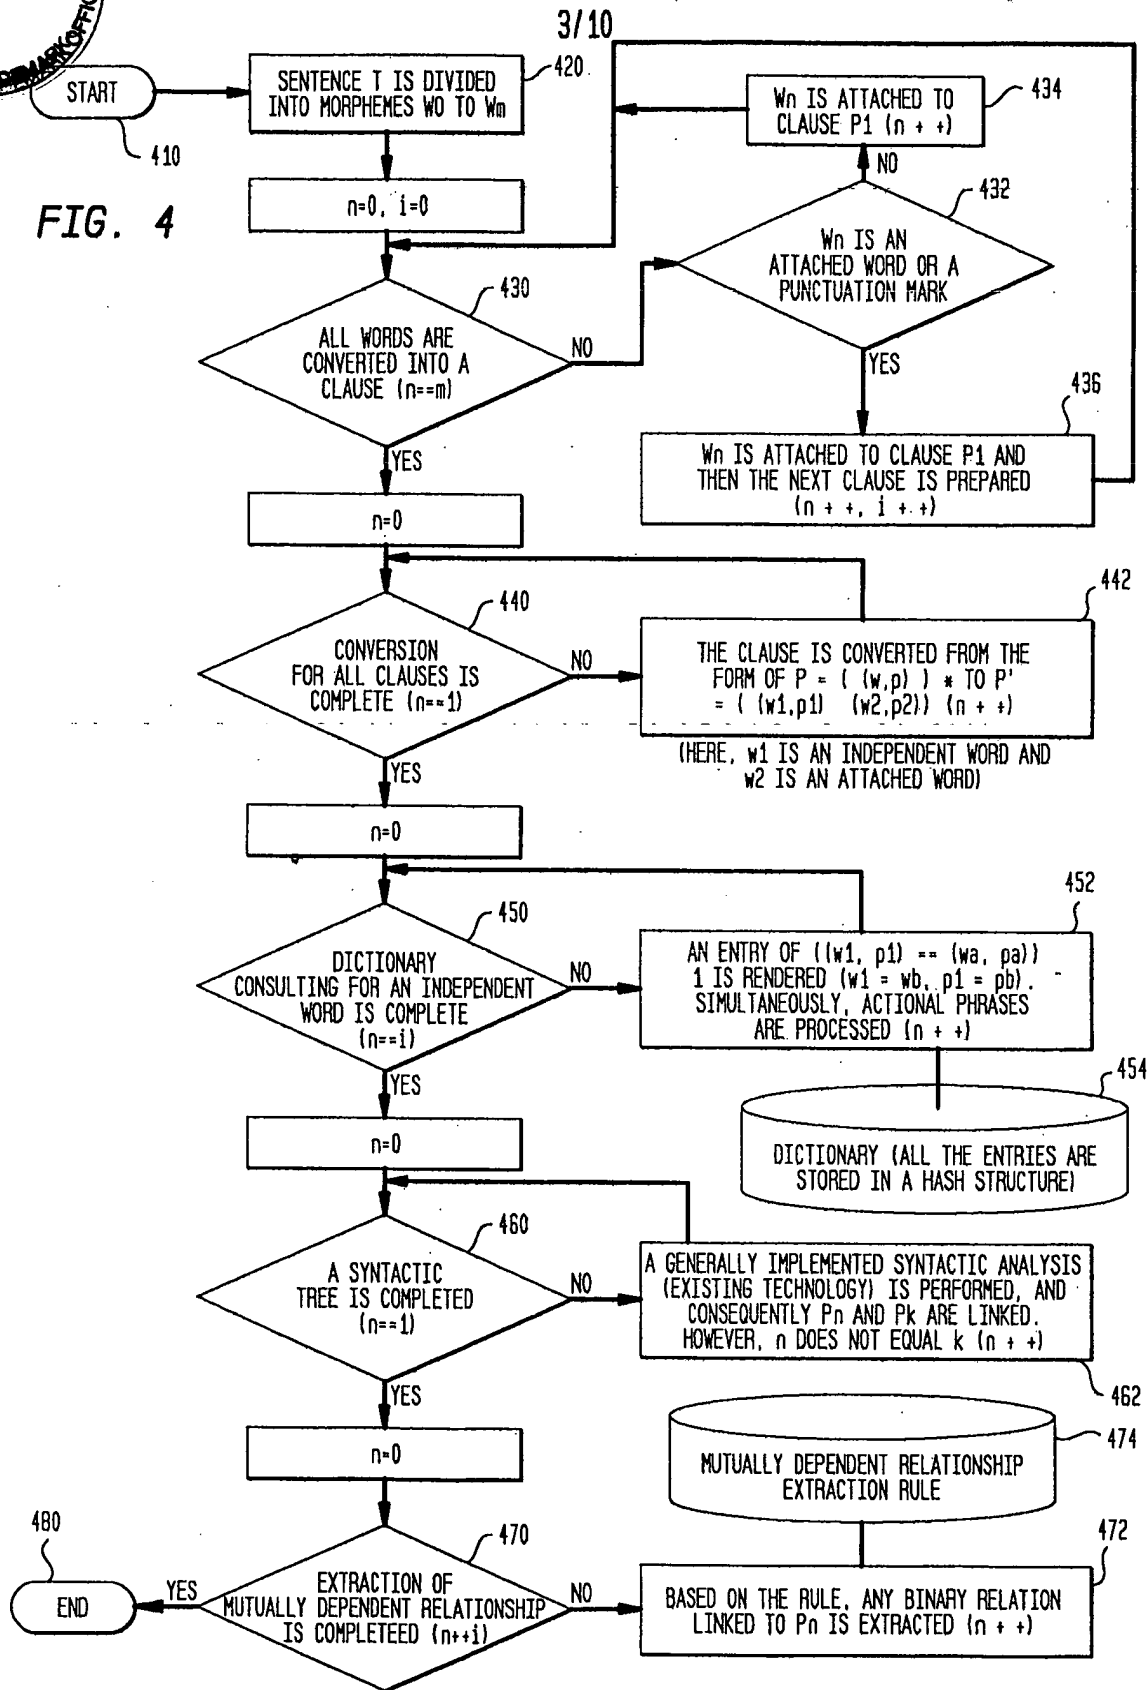 3/10
START
410
SENTENCE T IS DIVIDED
INTO MORPHEMES W0 TO Wm
420
FIG. 4
n=0, i=0
Wn IS ATTACHED TO
CLAUSE P1 (n + +)
434
NO
432
Wn IS AN
ATTACHED WORD OR A
PUNCTUATION MARK
YES
430
ALL WORDS ARE
CONVERTED INTO A
CLAUSE (n==m)
NO
YES
436
Wn IS ATTACHED TO CLAUSE P1 AND
THEN THE NEXT CLAUSE IS PREPARED
(n + +, i + +)
n=0
440
CONVERSION
FOR ALL CLAUSES IS
COMPLETE (n==1)
NO
YES
442
THE CLAUSE IS CONVERTED FROM THE
FORM OF P = ( (w,p) ) * TO P'
= ( (w1,p1) (w2,p2)) (n + +)
(HERE, w1 IS AN INDEPENDENT WORD AND
w2 IS AN ATTACHED WORD)
n=0
450
DICTIONARY
CONSULTING FOR AN INDEPENDENT
WORD IS COMPLETE
(n==i)
NO
YES
452
AN ENTRY OF ((w1, p1) == (wa, pa))
1 IS RENDERED (w1 = wb, p1 = pb).
SIMULTANEOUSLY, ACTIONAL PHRASES
ARE PROCESSED (n + +)
454
DICTIONARY (ALL THE ENTRIES ARE
STORED IN A HASH STRUCTURE)
n=0
460
A SYNTACTIC
TREE IS COMPLETED
(n==1)
NO
YES
A GENERALLY IMPLEMENTED SYNTACTIC ANALYSIS
(EXISTING TECHNOLOGY) IS PERFORMED, AND
CONSEQUENTLY Pn AND Pk ARE LINKED.
HOWEVER, n DOES NOT EQUAL k (n + +)
462
n=0
474
MUTUALLY DEPENDENT RELATIONSHIP
EXTRACTION RULE
480
END
YES
470
EXTRACTION OF
MUTUALLY DEPENDENT RELATIONSHIP
IS COMPLETEED (n++i)
NO
472
BASED ON THE RULE, ANY BINARY RELATION
LINKED TO Pn IS EXTRACTED (n + +)